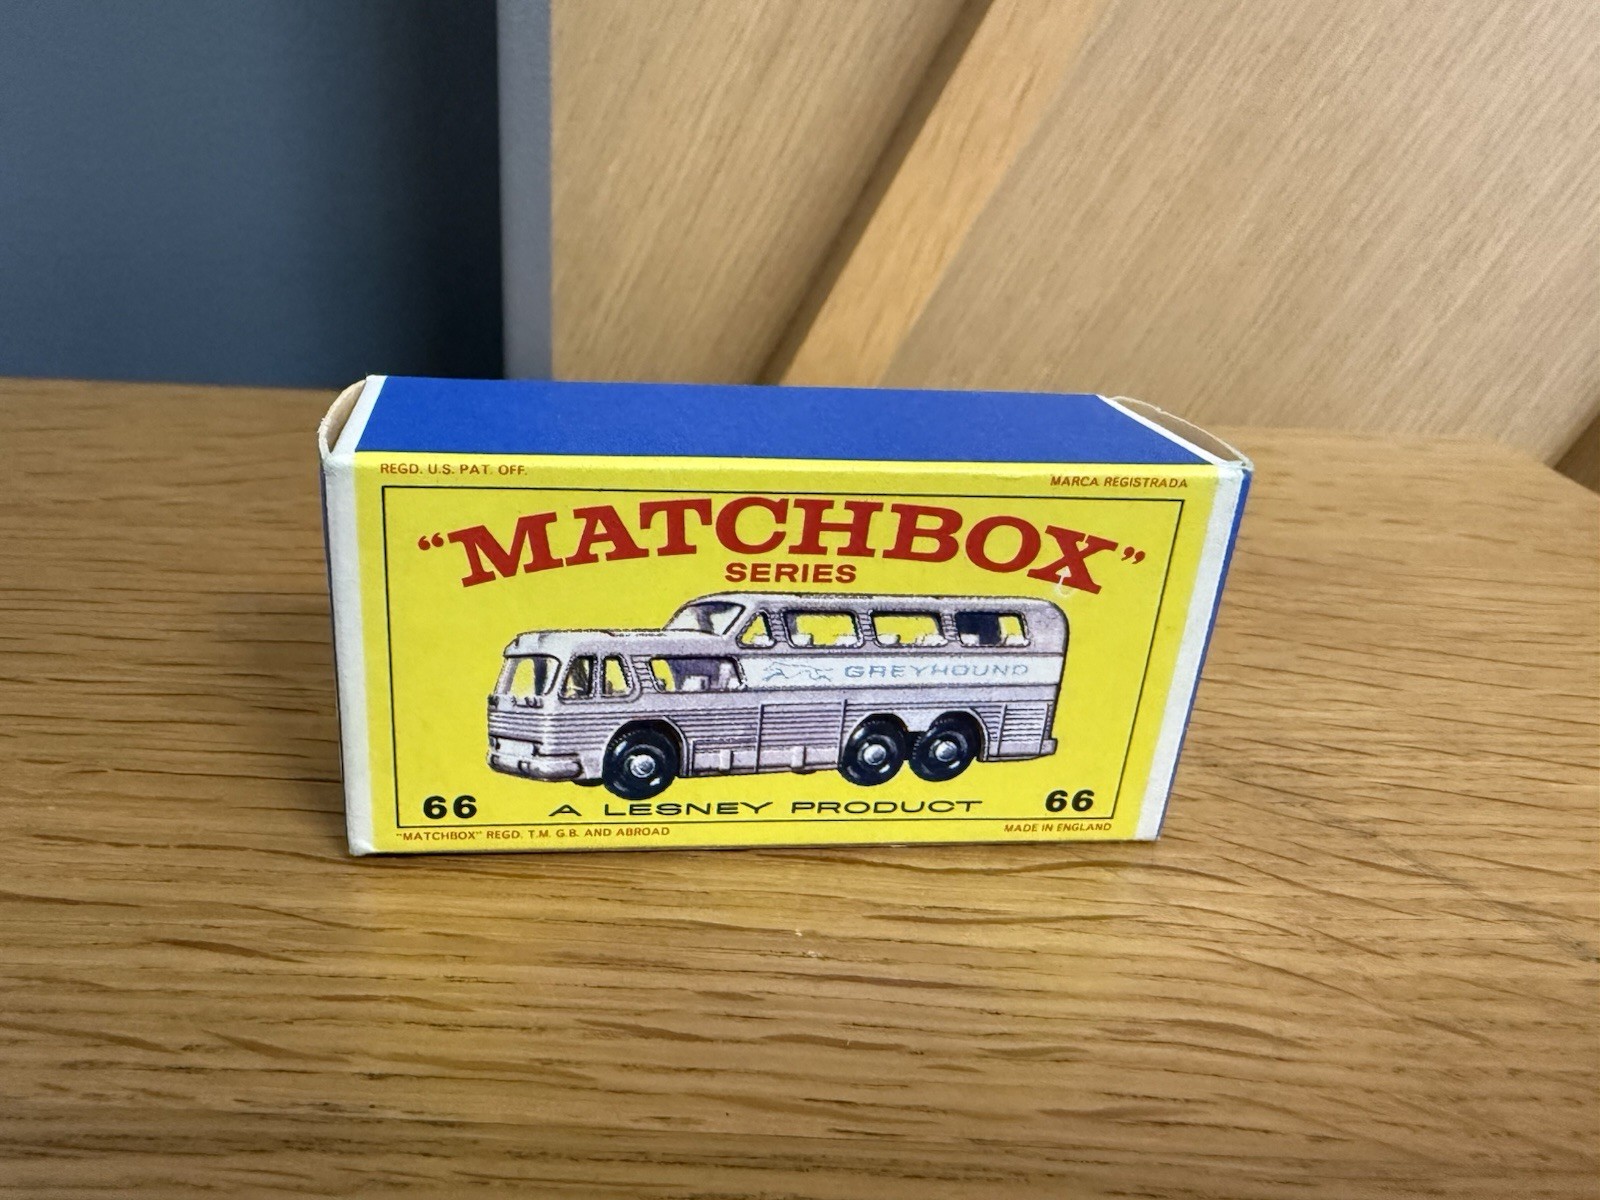 REGD. U.S. PAT. OFF.
MARCA REGISTRADA
"MATCHBOX"
SERIES
GREYHOUND
66 A LESNEY PRODUCT 66
"MATCHBOX" REGD. T.M. G.B. AND ABROAD
MADE IN ENGLAND